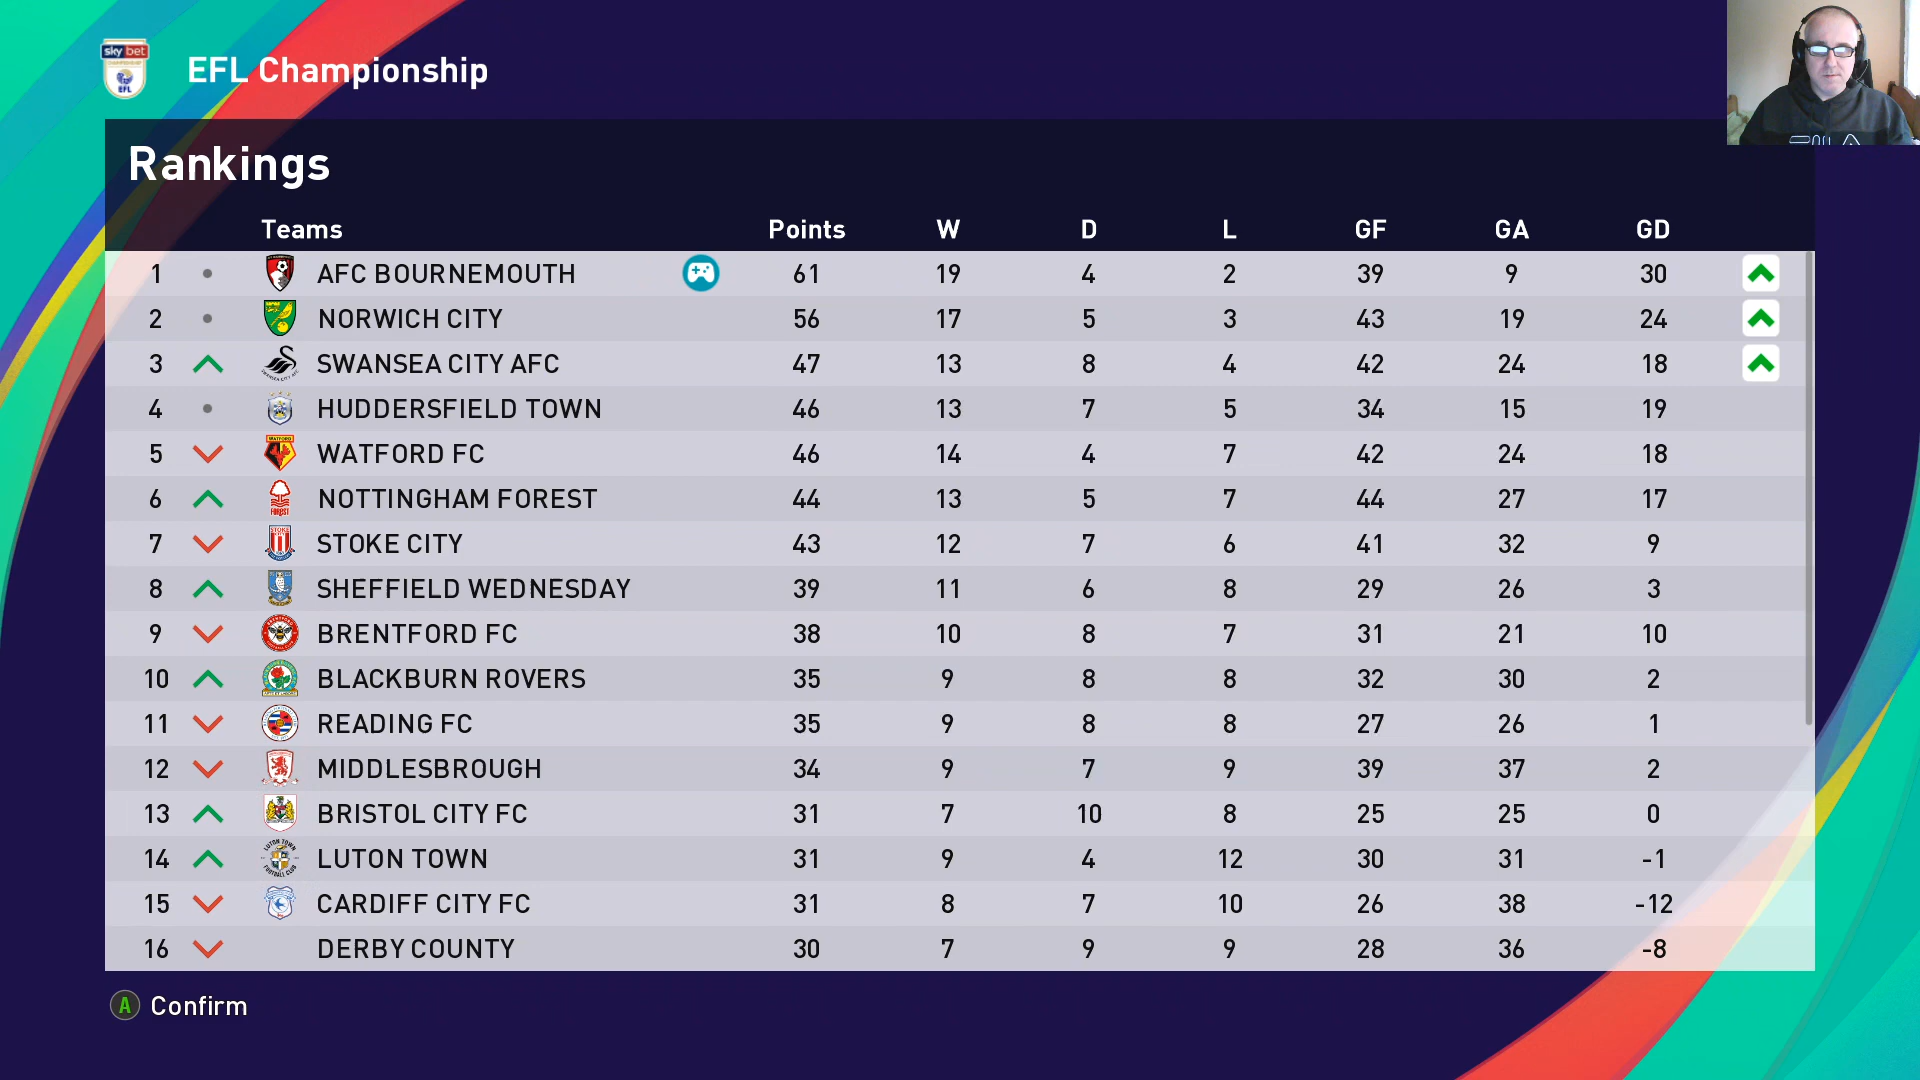 sky bet
EFL
EFL Championship
Rankings
Teams Points W D L GF GA GD
1 AFC BOURNEMOUTH 61 19 4 2 39 9 30
2 NORWICH CITY 56 17 5 3 43 19 24
3 SWANSEA CITY AFC 47 13 8 4 42 24 18
4 HUDDERSFIELD TOWN 46 13 7 5 34 15 19
5 WATFORD FC 46 14 4 7 42 24 18
6 NOTTINGHAM FOREST 44 13 5 7 44 27 17
7 STOKE CITY 43 12 7 6 41 32 9
8 SHEFFIELD WEDNESDAY 39 11 6 8 29 26 3
9 BRENTFORD FC 38 10 8 7 31 21 10
10 BLACKBURN ROVERS 35 9 8 8 32 30 2
11 READING FC 35 9 8 8 27 26 1
12 MIDDLESBROUGH 34 9 7 9 39 37 2
13 BRISTOL CITY FC 31 7 10 8 25 25 0
14 LUTON TOWN 31 9 4 12 30 31 -1
15 CARDIFF CITY FC 31 8 7 10 26 38 -12
16 DERBY COUNTY 30 7 9 9 28 36 -8
A Confirm